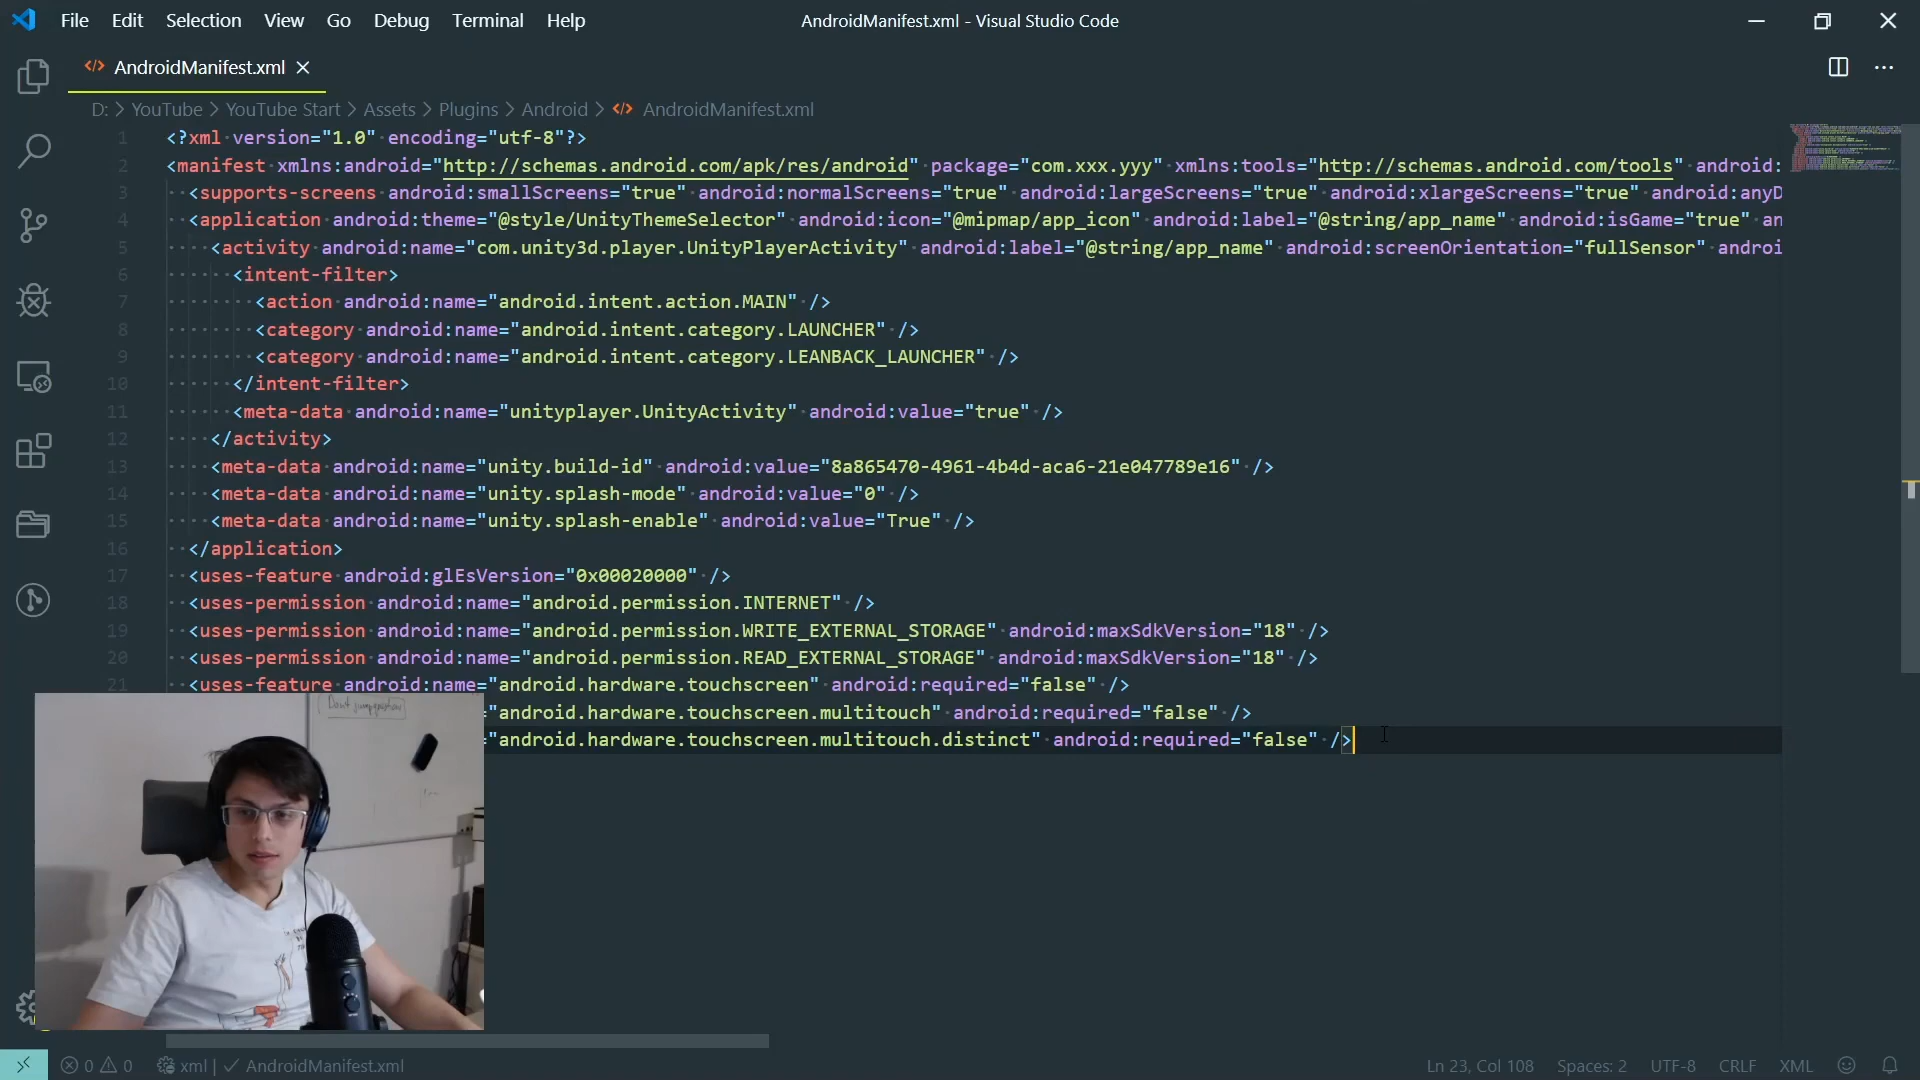 File Edit Selection View Go Debug Terminal Help
AndroidManifest.xml - Visual Studio Code
AndroidManifest.xml
D: > YouTube > YouTube Start > Assets > Plugins > Android > </> AndroidManifest.xml
1 <?xml version="1.0" encoding="utf-8"?>
2 <manifest xmlns:android="http://schemas.android.com/apk/res/android" package="com.xxx.yyy" xmlns:tools="http://schemas.android.com/tools" android:
3 <supports-screens android:smallScreens="true" android:normalScreens="true" android:largeScreens="true" android:xlargeScreens="true" android:anyD
4 <application android:theme="@style/UnityThemeSelector" android:icon="@mipmap/app_icon" android:label="@string/app_name" android:isGame="true" an
5 <activity android:name="com.unity3d.player.UnityPlayerActivity" android:label="@string/app_name" android:screenOrientation="fullSensor" androi
6 <intent-filter>
7 <action android:name="android.intent.action.MAIN" />
8 <category android:name="android.intent.category.LAUNCHER" />
9 <category android:name="android.intent.category.LEANBACK_LAUNCHER" />
10 </intent-filter>
11 <meta-data android:name="unityplayer.UnityActivity" android:value="true" />
12 </activity>
13 <meta-data android:name="unity.build-id" android:value="8a865470-4961-4b4d-aca6-21e047789e16" />
14 <meta-data android:name="unity.splash-mode" android:value="0" />
15 <meta-data android:name="unity.splash-enable" android:value="True" />
16 </application>
17 <uses-feature android:glEsVersion="0x00020000" />
18 <uses-permission android:name="android.permission.INTERNET" />
19 <uses-permission android:name="android.permission.WRITE_EXTERNAL_STORAGE" android:maxSdkVersion="18" />
20 <uses-permission android:name="android.permission.READ_EXTERNAL_STORAGE" android:maxSdkVersion="18" />
21 <uses-feature android:name="android.hardware.touchscreen" android:required="false" />
="android.hardware.touchscreen.multitouch" android:required="false" />
="android.hardware.touchscreen.multitouch.distinct" android:required="false" />
0 0 xml | ✓ AndroidManifest.xml
Ln 23, Col 108 Spaces: 2 UTF-8 CRLF XML